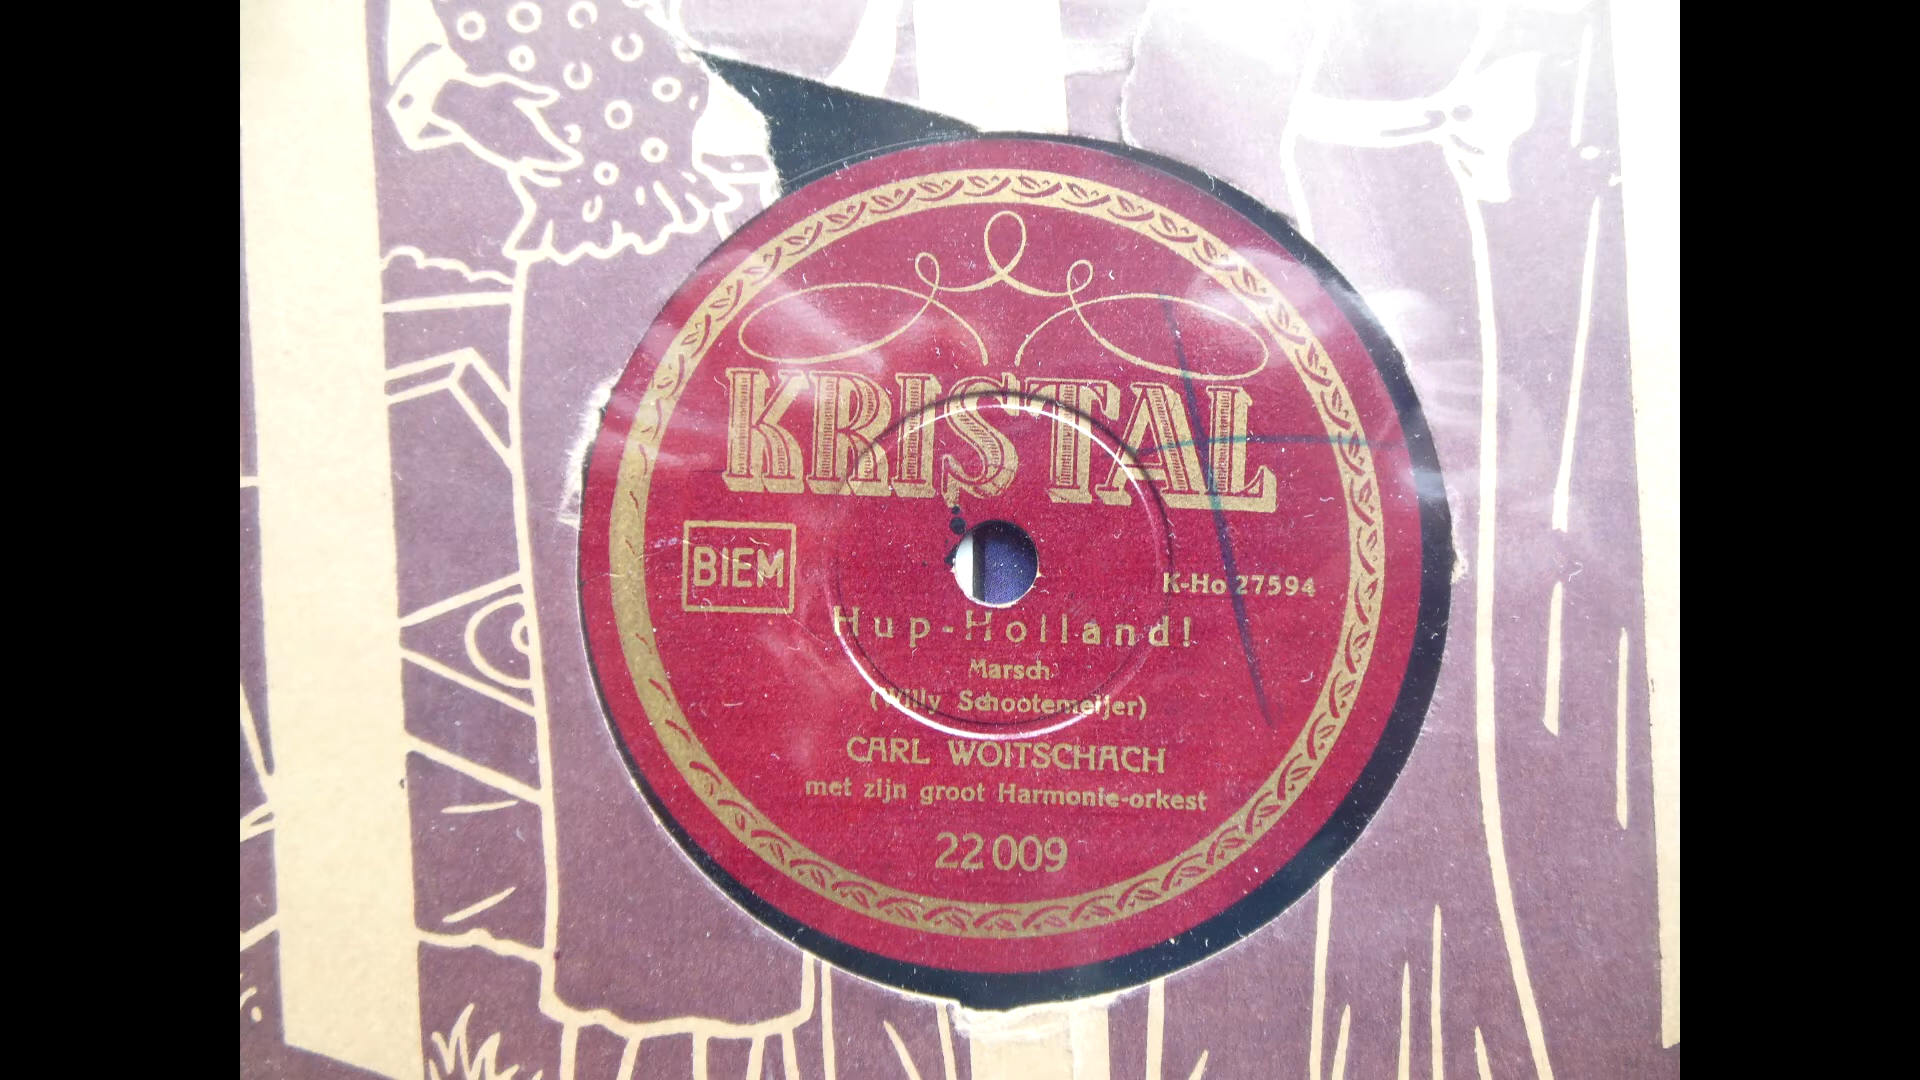 KRISTAL
BIEM
K-Ho 27594
Hup-Holland!
Marsch
(Willy Schootemeijer)
CARL WOITSCHACH
met zijn groot Harmonie-orkest
22009